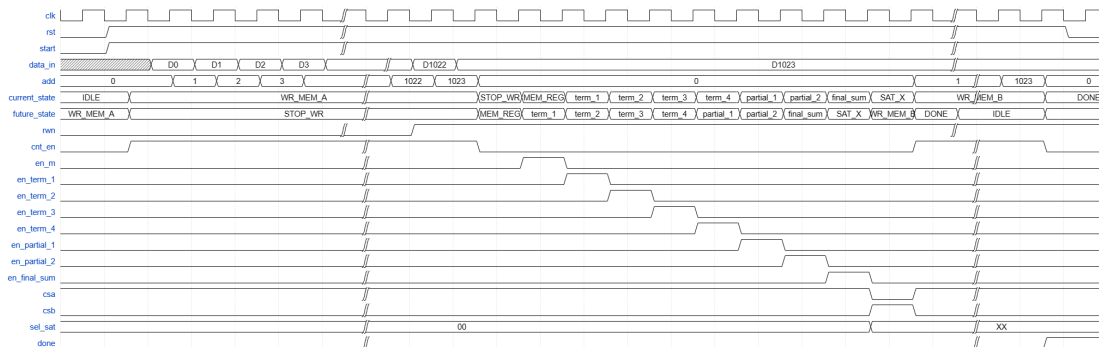 clk
rst
start
data_in D0 D1 D2 D3 D1022 D1023
add 0 1 2 3 1022 1023 0 1 1023 0
current_state IDLE WR_MEM_A STOP_WR MEM_REG term_1 term_2 term_3 term_4 partial_1 partial_2 final_sum SAT_X WR_MEM_B DONE
future_state WR_MEM_A STOP_WR MEM_REG term_1 term_2 term_3 term_4 partial_1 partial_2 final_sum SAT_X WR_MEM_B DONE IDLE
rwn
cnt_en
en_m
en_term_1
en_term_2
en_term_3
en_term_4
en_partial_1
en_partial_2
en_final_sum
csa
csb
sel_sat 00 XX
done